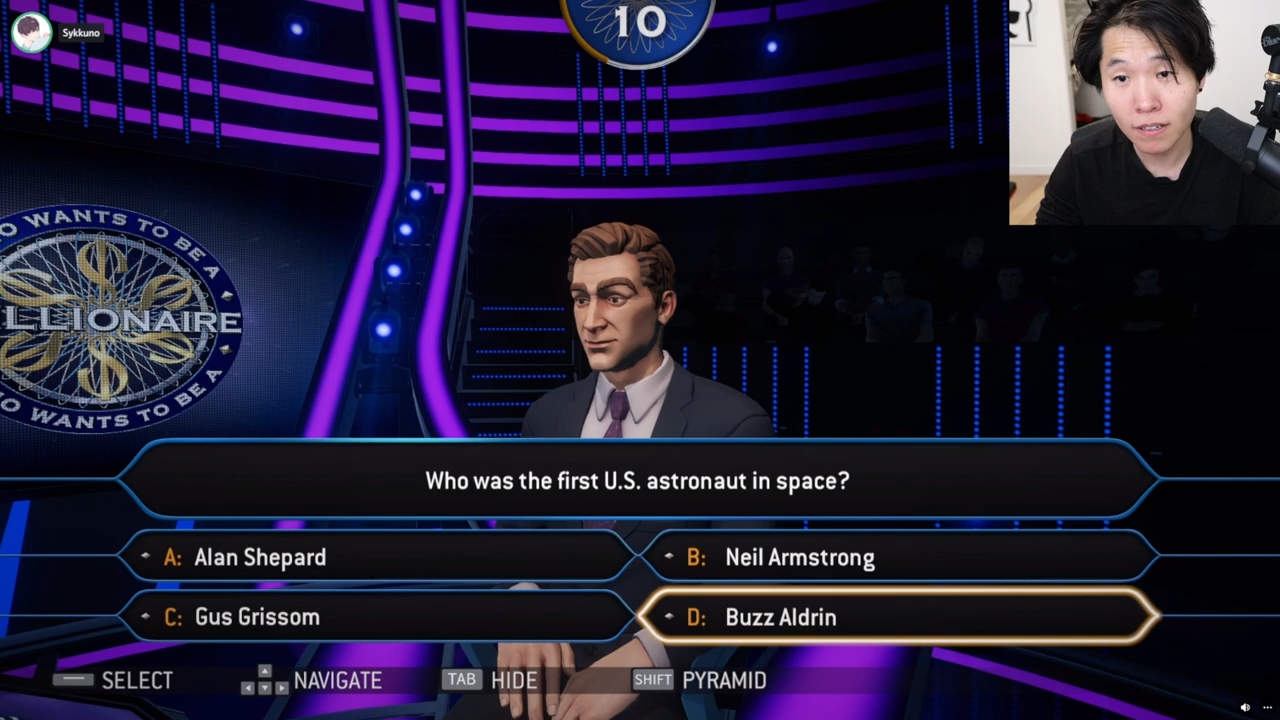 Sykkuno
10
O WANTS TO BE A
LLIONAIRE
O WANTS TO BE A
Who was the first U.S. astronaut in space?
A: Alan Shepard
B: Neil Armstrong
C: Gus Grissom
D: Buzz Aldrin
SELECT
NAVIGATE
TAB HIDE
SHIFT PYRAMID